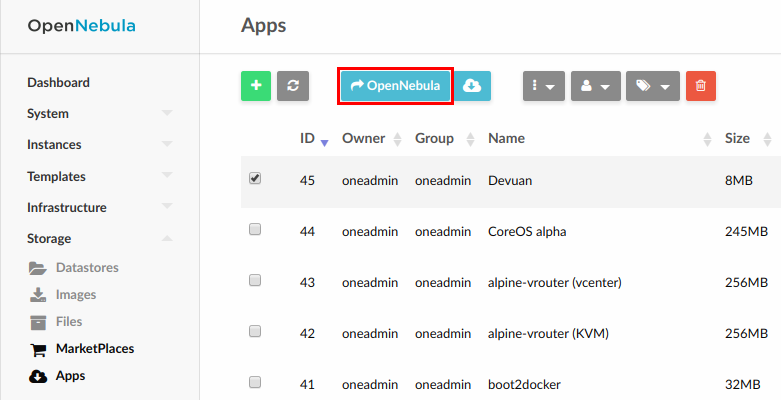 OpenNebula
Apps
OpenNebula
Dashboard
System
Instances
Templates
Infrastructure
Storage
Datastores
Images
Files
MarketPlaces
Apps
ID Owner Group Name Size
45 oneadmin oneadmin Devuan 8MB
44 oneadmin oneadmin CoreOS alpha 245MB
43 oneadmin oneadmin alpine-vrouter (vcenter) 256MB
42 oneadmin oneadmin alpine-vrouter (KVM) 256MB
41 oneadmin oneadmin boot2docker 32MB